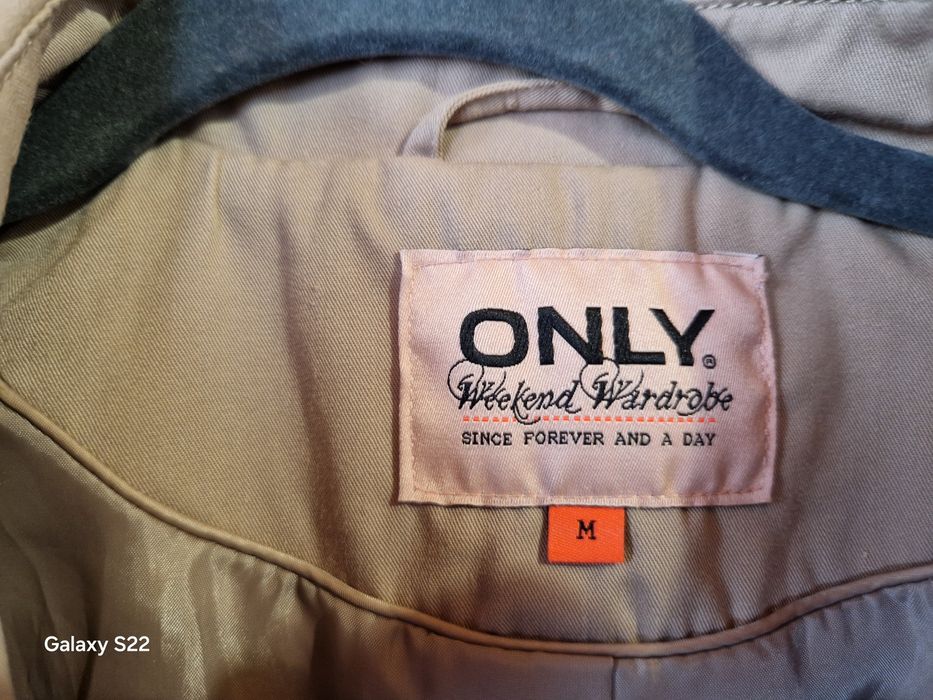 ONLY®
Weekend Wardrobe
SINCE FOREVER AND A DAY
M
Galaxy S22